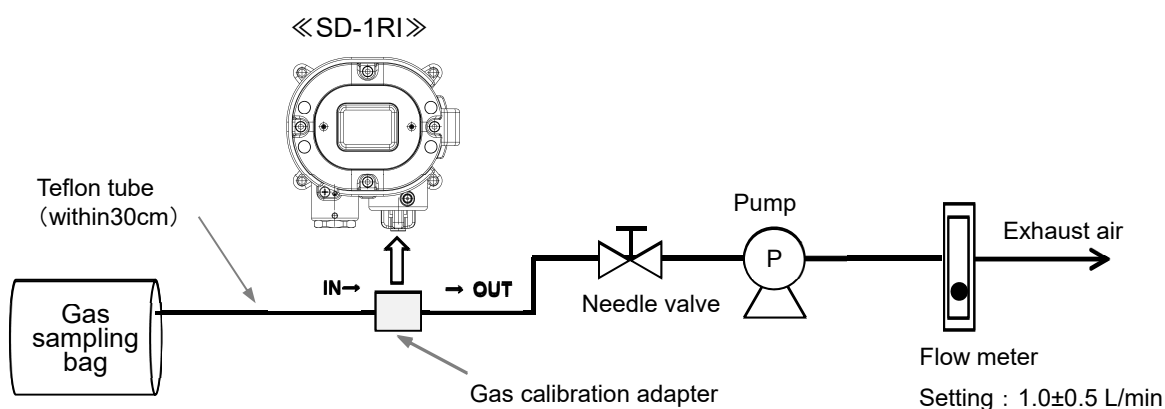 ≪SD-1RI≫
Teflon tube
（within30cm）
Pump
P
Exhaust air
IN→
→ OUT
Needle valve
Gas
sampling
bag
Gas calibration adapter
Flow meter
Setting：1.0±0.5 L/min